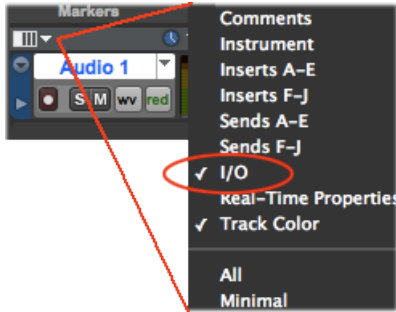 Markers
Audio 1
S M wv red
Comments
Instrument
Inserts A-E
Inserts F-J
Sends A-E
Sends F-J
✓ I/O
Real-Time Properties
✓ Track Color
All
Minimal